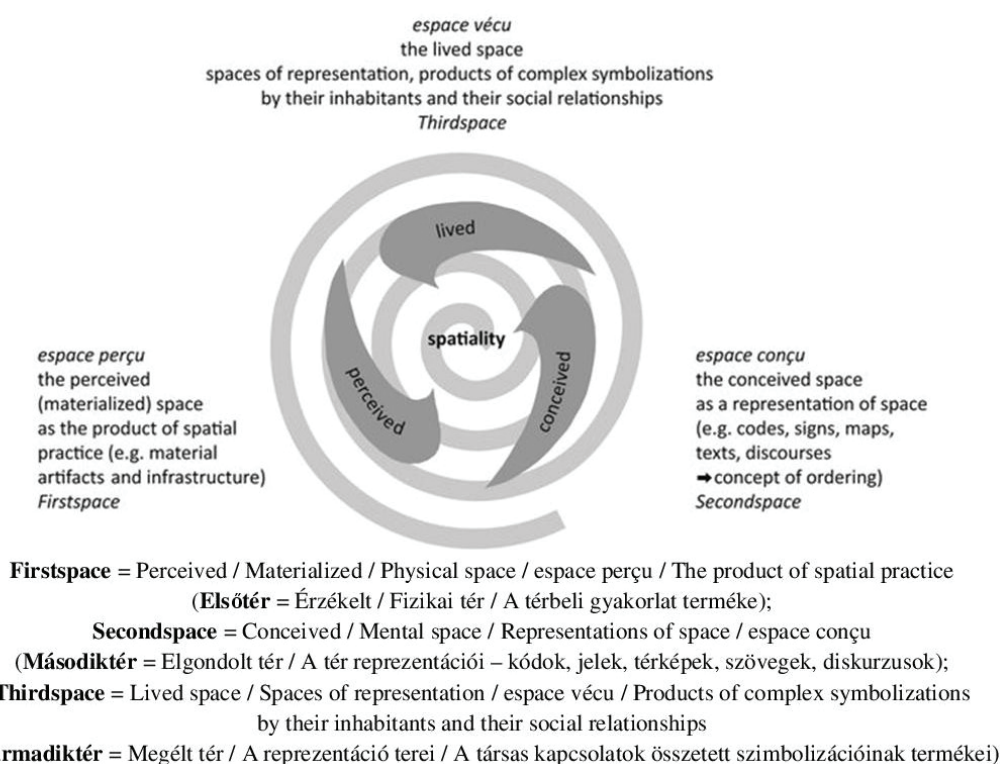 espace vécu
the lived space
spaces of representation, products of complex symbolizations
by their inhabitants and their social relationships
Thirdspace
lived
spatiality
perceived
conceived
espace perçu
the perceived
(materialized) space
as the product of spatial
practice (e.g. material
artifacts and infrastructure)
Firstspace
espace conçu
the conceived space
as a representation of space
(e.g. codes, signs, maps,
texts, discourses
➡concept of ordering)
Secondspace
Firstspace = Perceived / Materialized / Physical space / espace perçu / The product of spatial practice
(Elsőtér = Érzékelt / Fizikai tér / A térbeli gyakorlat terméke);
Secondspace = Conceived / Mental space / Representations of space / espace conçu
(Másodiktér = Elgondolt tér / A tér reprezentációi – kódok, jelek, térképek, szövegek, diskurzusok);
Thirdspace = Lived space / Spaces of representation / espace vécu / Products of complex symbolizations
by their inhabitants and their social relationships
rmadiktér = Megélt tér / A reprezentáció terei / A társas kapcsolatok összetett szimbolizációinak termékei)